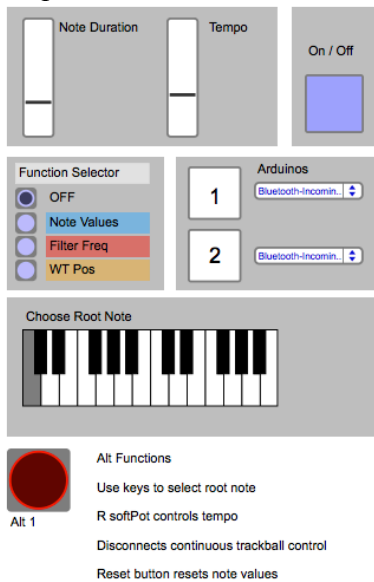 Note Duration
Tempo
On / Off
Function Selector
OFF
Note Values
Filter Freq
WT Pos
Arduinos
1
Bluetooth-Incomin..
2
Bluetooth-Incomin..
Choose Root Note
Alt 1
Alt Functions
Use keys to select root note
R softPot controls tempo
Disconnects continuous trackball control
Reset button resets note values